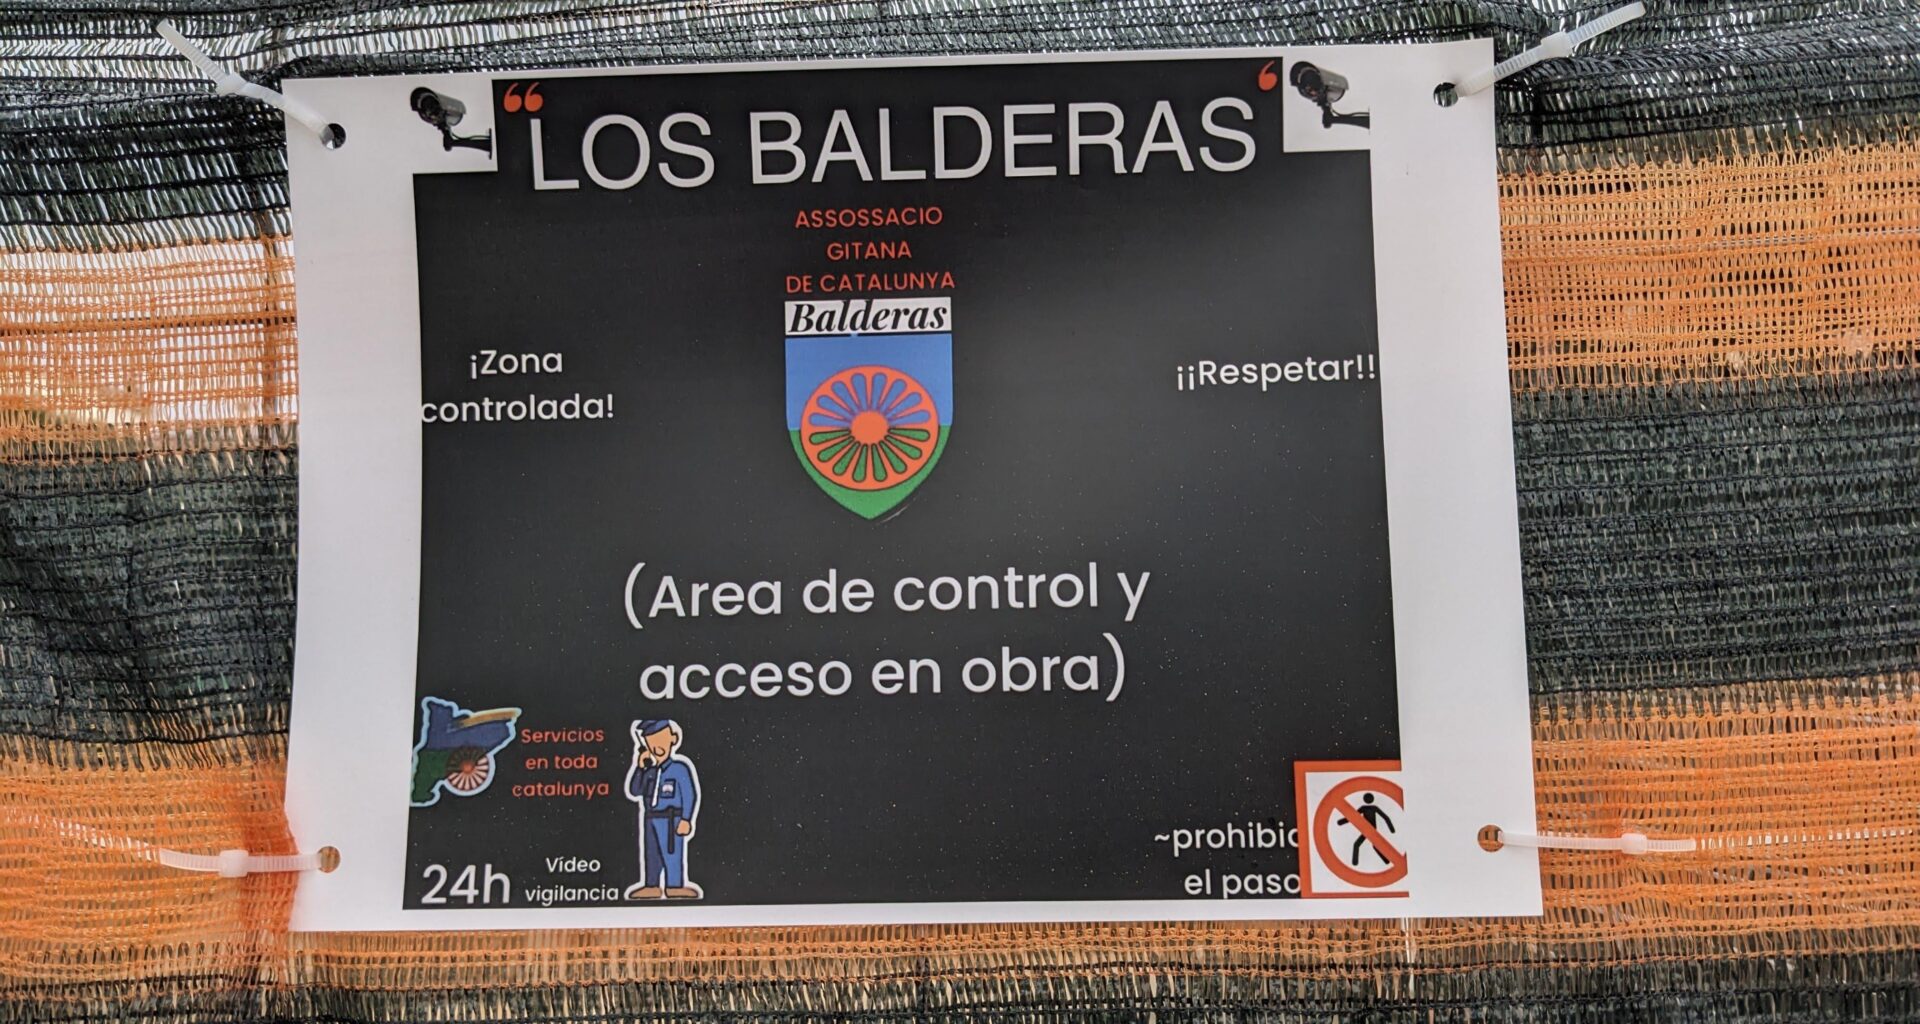 “LOS BALDERAS’
ASSOSSACIO
GITANA
DE CATALUNYA
Balderas
¡Zona
controlada!
¡¡Respetar!!
(Area de control y
acceso en obra)
Servicios
en toda
catalunya
24h
Vídeo
vigilancia
~prohibic
el paso